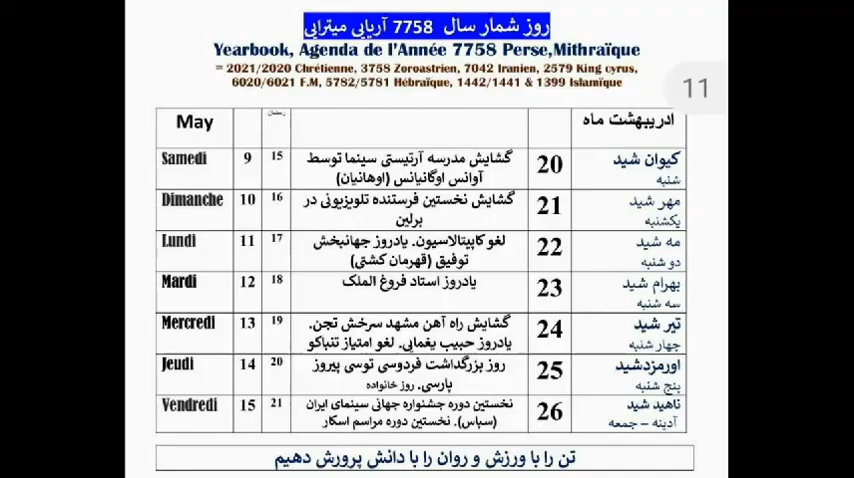 روز شمار سال 7758 آریایی میترایی
Yearbook, Agenda de l'Année 7758 Perse,Mithraïque
= 2021/2020 Chrétienne, 3758 Zoroastrien, 7042 Iranien, 2579 King cyrus,
6020/6021 F.M, 5782/5781 Hébraïque, 1442/1441 & 1399 Islamïque
11
May رمضان اردیبهشت ماه
Samedi 9 15 گشایش مدرسه آرتیستی سینما توسط 20 کیوان شید
آوانس اوگانیانس (اوهانیان) شنبه
Dimanche 10 16 گشایش نخستین فرستنده تلویزیونی در 21 مهر شید
برلین یکشنبه
Lundi 11 17 لغو کاپیتالاسیون. یادروز جهانبخش 22 مه شید
توفیق (قهرمان کشتی) دو شنبه
Mardi 12 18 یادروز استاد فروغ الملک 23 بهرام شید
سه شنبه
Mercredi 13 19 گشایش راه آهن مشهد سرخش تجن. 24 تیر شید
یادروز حبیب یغمایی. لغو امتیاز تنباکو چهار شنبه
Jeudi 14 20 روز بزرگداشت فردوسی توسی پیروز 25 اورمزدشید
پارسی. روز خانواده پنج شنبه
Vendredi 15 21 نخستین دوره جشنواره جهانی سینمای ایران 26 ناهید شید
(سپاس). نخستین دوره مراسم اسکار آدینه – جمعه
تن را با ورزش و روان را با دانش پرورش دهیم